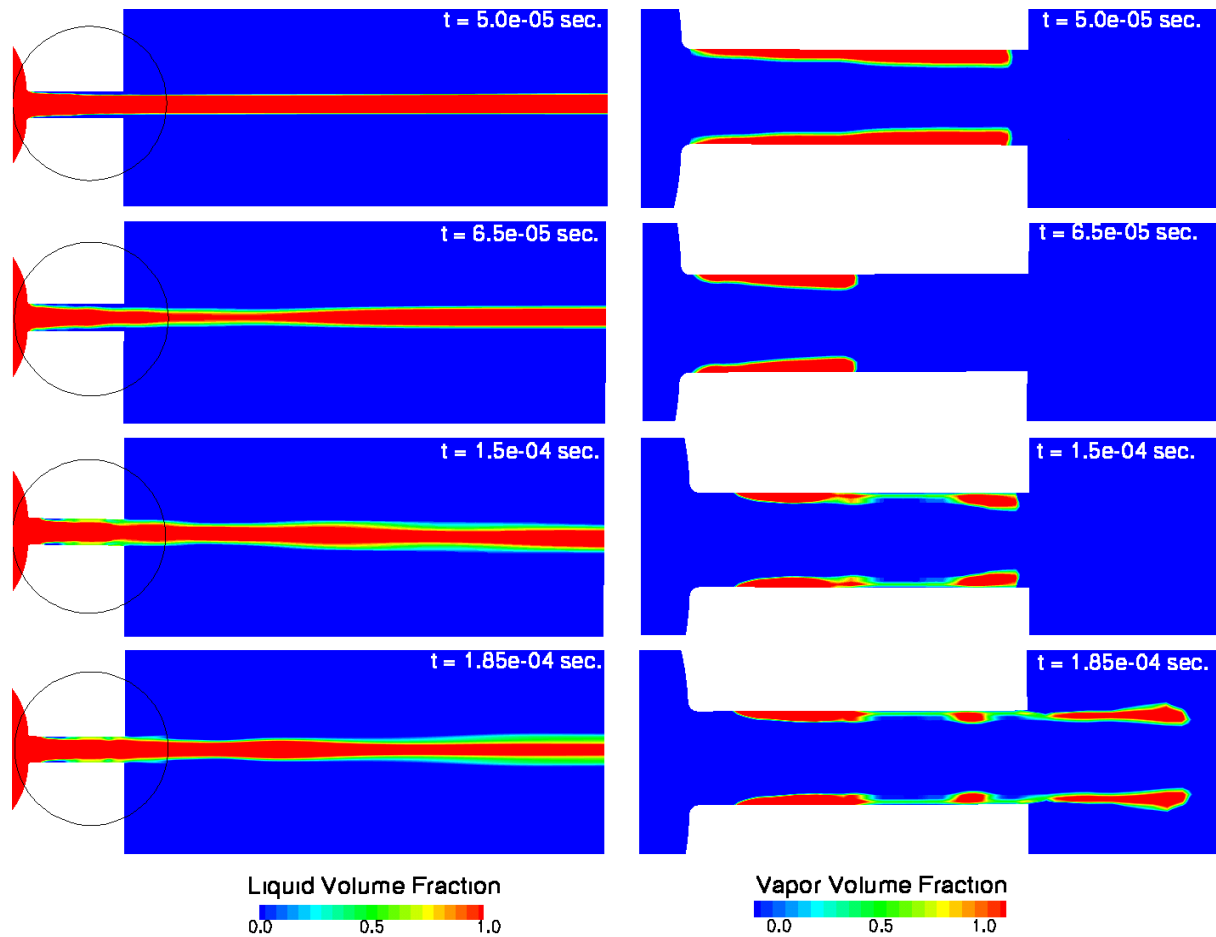 t = 5.0e-05 sec.
t = 5.0e-05 sec.
t = 6.5e-05 sec.
t = 6.5e-05 sec.
t = 1.5e-04 sec.
t = 1.5e-04 sec.
t = 1.85e-04 sec.
t = 1.85e-04 sec.
Liquid Volume Fraction
0.0 0.5 1.0
Vapor Volume Fraction
0.0 0.5 1.0